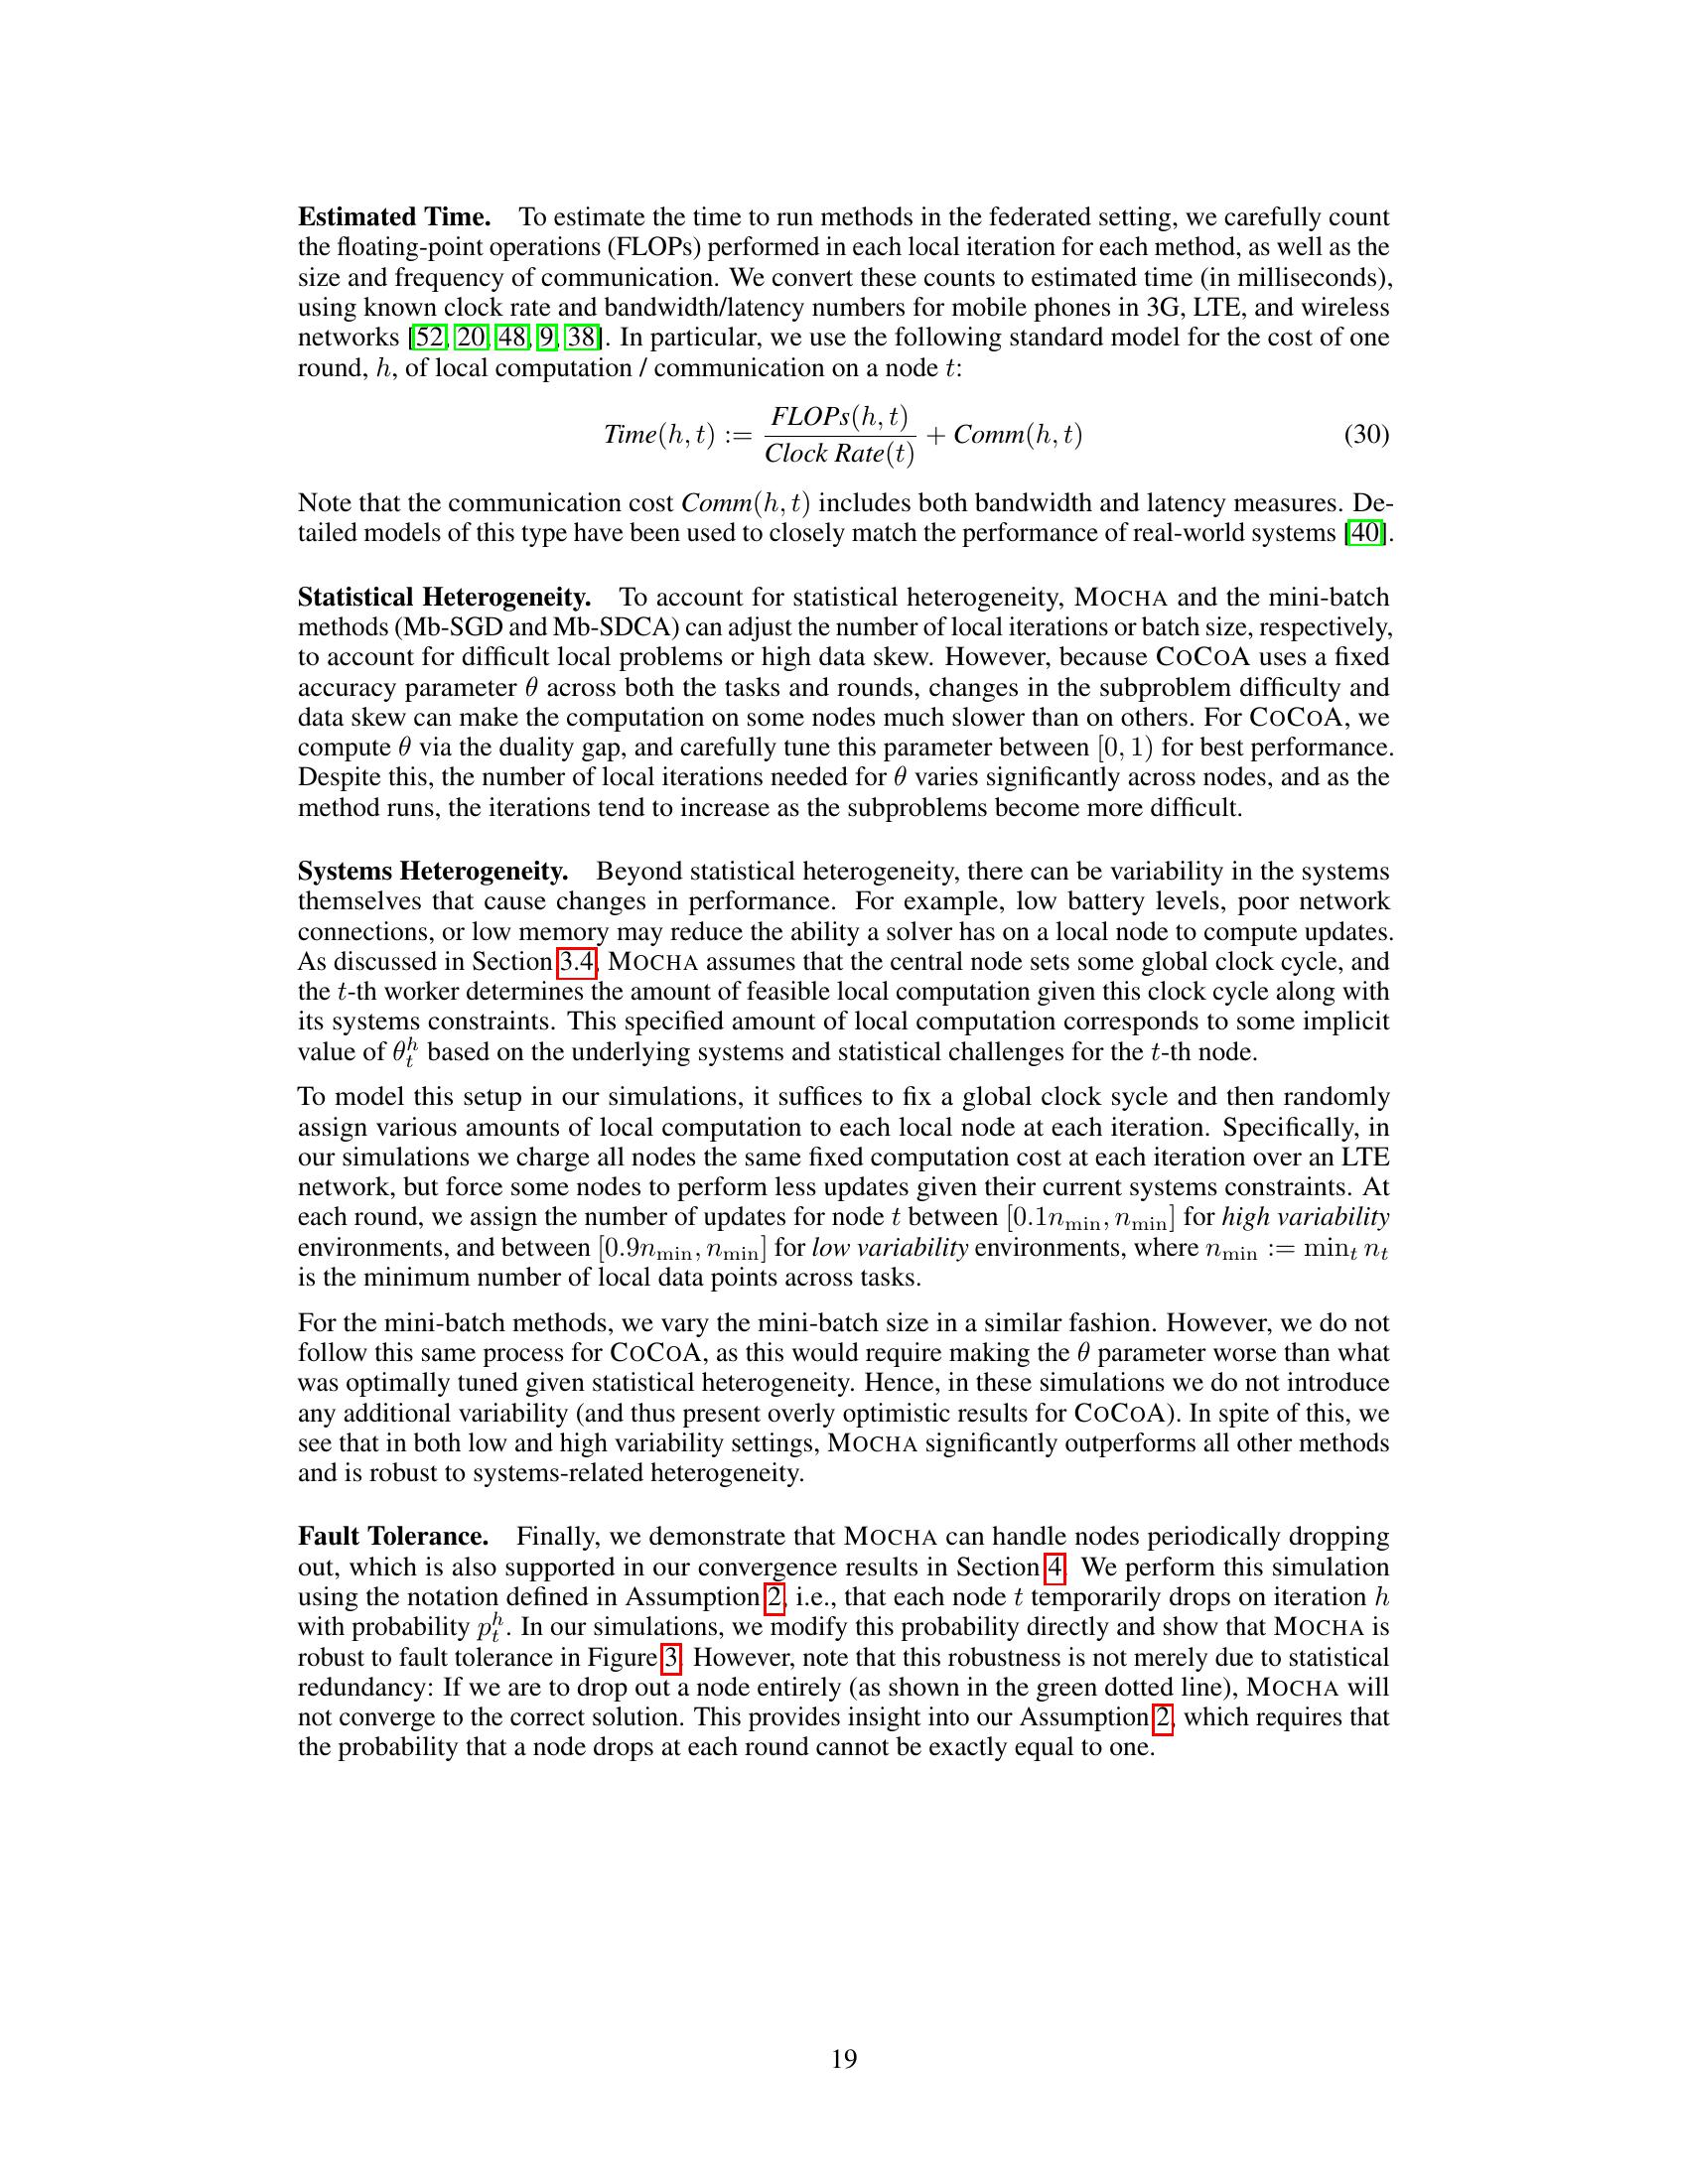 Estimated Time. To estimate the time to run methods in the federated setting, we carefully count
the floating-point operations (FLOPs) performed in each local iteration for each method, as well as the
size and frequency of communication. We convert these counts to estimated time (in milliseconds),
using known clock rate and bandwidth/latency numbers for mobile phones in 3G, LTE, and wireless
networks [52, 20, 48, 9, 38]. In particular, we use the following standard model for the cost of one
round, h, of local computation / communication on a node t:
Time(h, t) := FLOPs(h, t) / Clock Rate(t) + Comm(h, t) (30)
Note that the communication cost Comm(h, t) includes both bandwidth and latency measures. De-
tailed models of this type have been used to closely match the performance of real-world systems [40].
Statistical Heterogeneity. To account for statistical heterogeneity, MOCHA and the mini-batch
methods (Mb-SGD and Mb-SDCA) can adjust the number of local iterations or batch size, respectively,
to account for difficult local problems or high data skew. However, because COCOA uses a fixed
accuracy parameter θ across both the tasks and rounds, changes in the subproblem difficulty and
data skew can make the computation on some nodes much slower than on others. For COCOA, we
compute θ via the duality gap, and carefully tune this parameter between [0, 1) for best performance.
Despite this, the number of local iterations needed for θ varies significantly across nodes, and as the
method runs, the iterations tend to increase as the subproblems become more difficult.
Systems Heterogeneity. Beyond statistical heterogeneity, there can be variability in the systems
themselves that cause changes in performance. For example, low battery levels, poor network
connections, or low memory may reduce the ability a solver has on a local node to compute updates.
As discussed in Section 3.4, MOCHA assumes that the central node sets some global clock cycle, and
the t-th worker determines the amount of feasible local computation given this clock cycle along with
its systems constraints. This specified amount of local computation corresponds to some implicit
value of θ_t^h based on the underlying systems and statistical challenges for the t-th node.
To model this setup in our simulations, it suffices to fix a global clock sycle and then randomly
assign various amounts of local computation to each local node at each iteration. Specifically, in
our simulations we charge all nodes the same fixed computation cost at each iteration over an LTE
network, but force some nodes to perform less updates given their current systems constraints. At
each round, we assign the number of updates for node t between [0.1n_min, n_min] for high variability
environments, and between [0.9n_min, n_min] for low variability environments, where n_min := min_t n_t
is the minimum number of local data points across tasks.
For the mini-batch methods, we vary the mini-batch size in a similar fashion. However, we do not
follow this same process for COCOA, as this would require making the θ parameter worse than what
was optimally tuned given statistical heterogeneity. Hence, in these simulations we do not introduce
any additional variability (and thus present overly optimistic results for COCOA). In spite of this, we
see that in both low and high variability settings, MOCHA significantly outperforms all other methods
and is robust to systems-related heterogeneity.
Fault Tolerance. Finally, we demonstrate that MOCHA can handle nodes periodically dropping
out, which is also supported in our convergence results in Section 4. We perform this simulation
using the notation defined in Assumption 2, i.e., that each node t temporarily drops on iteration h
with probability p_t^h. In our simulations, we modify this probability directly and show that MOCHA is
robust to fault tolerance in Figure 3. However, note that this robustness is not merely due to statistical
redundancy: If we are to drop out a node entirely (as shown in the green dotted line), MOCHA will
not converge to the correct solution. This provides insight into our Assumption 2, which requires that
the probability that a node drops at each round cannot be exactly equal to one.
19